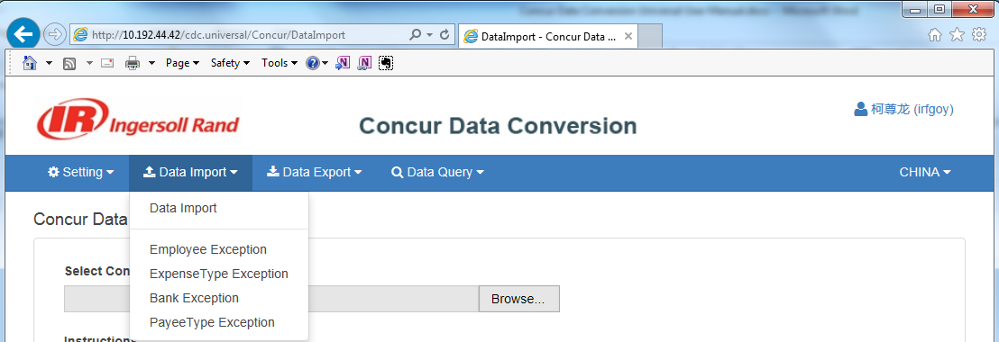 Concur Data Conversion Universal User Manual.docx - Microsoft Word
http://10.192.44.42/cdc.universal/Concur/DataImport
DataImport - Concur Data ...
Page Safety Tools
IR Ingersoll Rand
Concur Data Conversion
柯尊龙 (irfgoy)
Setting Data Import Data Export Data Query CHINA
Data Import
Concur Data
Employee Exception
Select Con
ExpenseType Exception
Bank Exception
Browse...
PayeeType Exception
Instructions